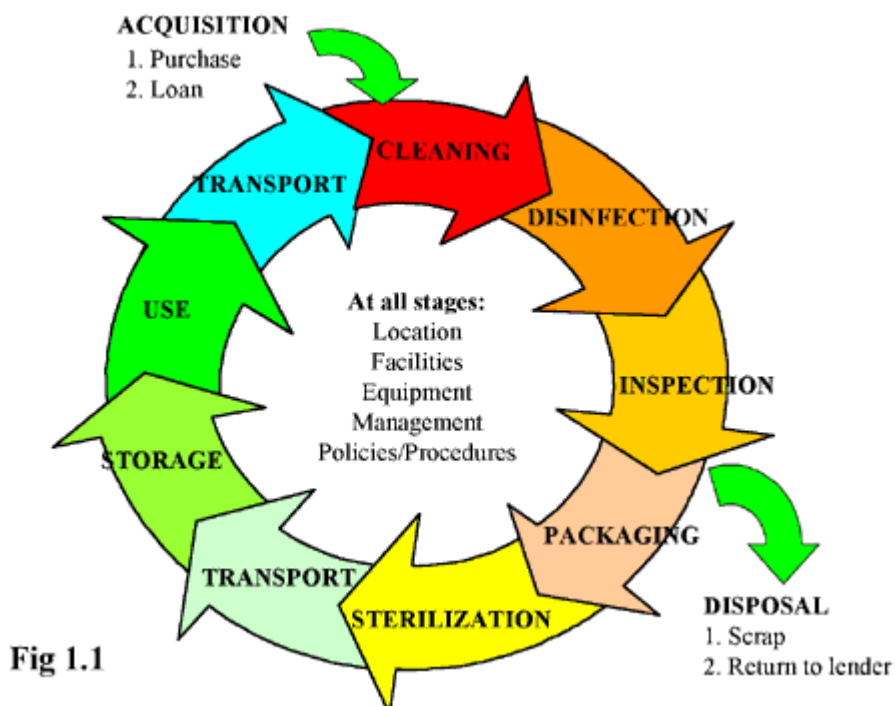 ACQUISITION
1. Purchase
2. Loan
CLEANING
TRANSPORT
DISINFECTION
At all stages:
Location
Facilities
Equipment
Management
Policies/Procedures
USE
INSPECTION
STORAGE
PACKAGING
TRANSPORT
STERILIZATION
DISPOSAL
1. Scrap
2. Return to lender
Fig 1.1